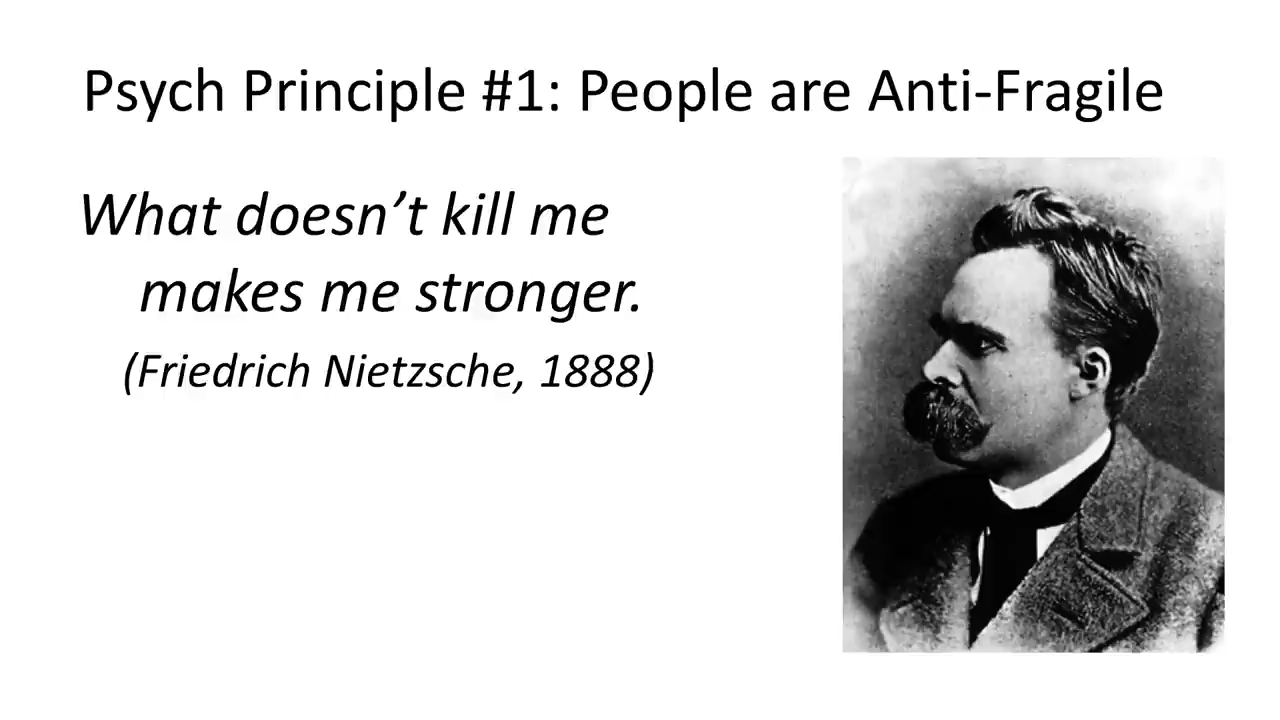 Psych Principle #1: People are Anti-Fragile
What doesn’t kill me
makes me stronger.
(Friedrich Nietzsche, 1888)